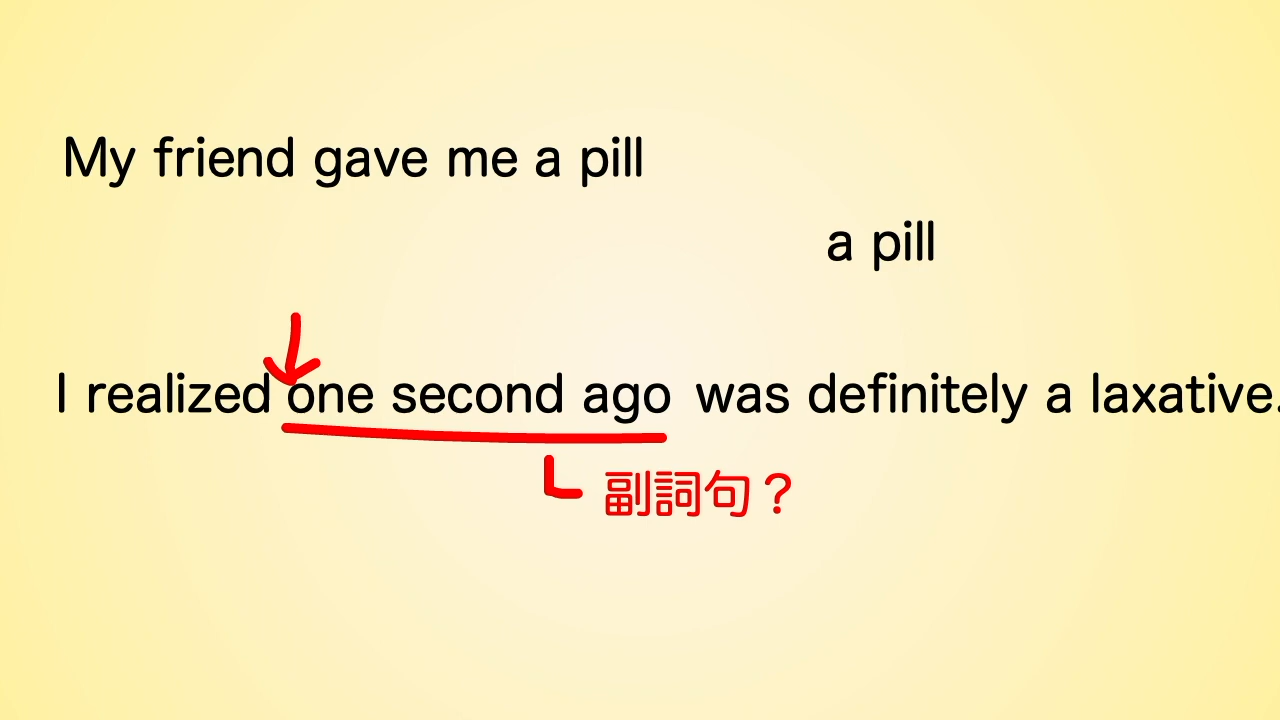 My friend gave me a pill
a pill
I realized one second ago was definitely a laxative.
副詞句？